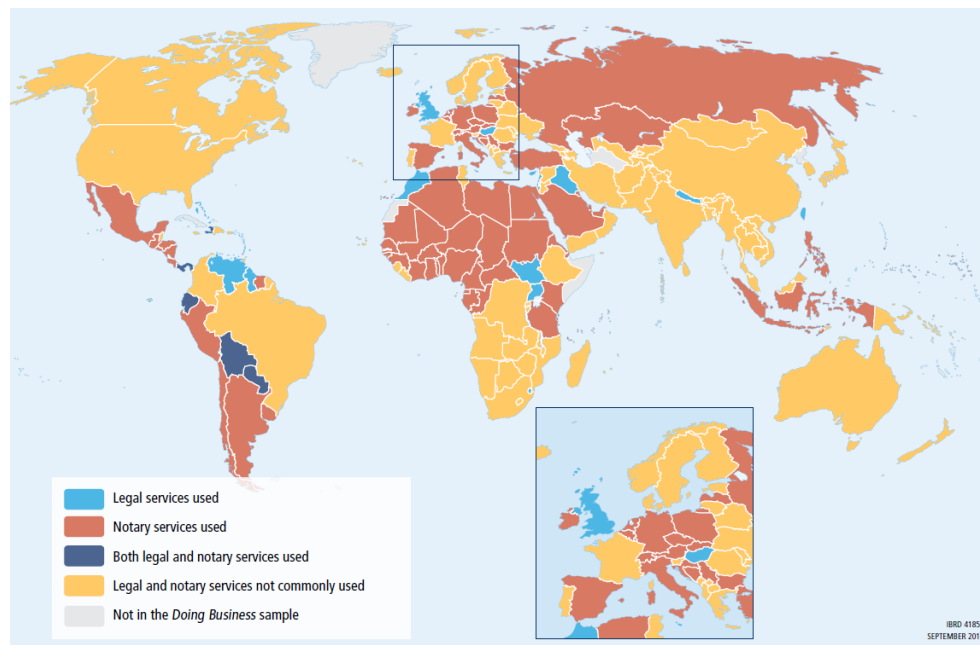 Legal services used
Notary services used
Both legal and notary services used
Legal and notary services not commonly used
Not in the Doing Business sample
IBRD 4185
SEPTEMBER 201